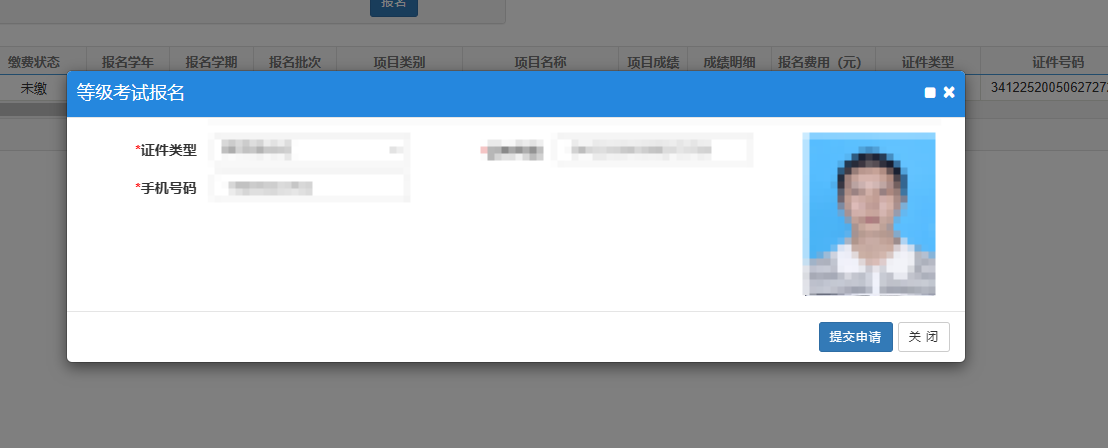 报名
缴费状态 报名学年 报名学期 报名批次 项目类别 项目名称 项目成绩 成绩明细 报名费用（元） 证件类型 证件号码
未缴 3412252005062727
等级考试报名
*证件类型
*手机号码
提交申请 关 闭